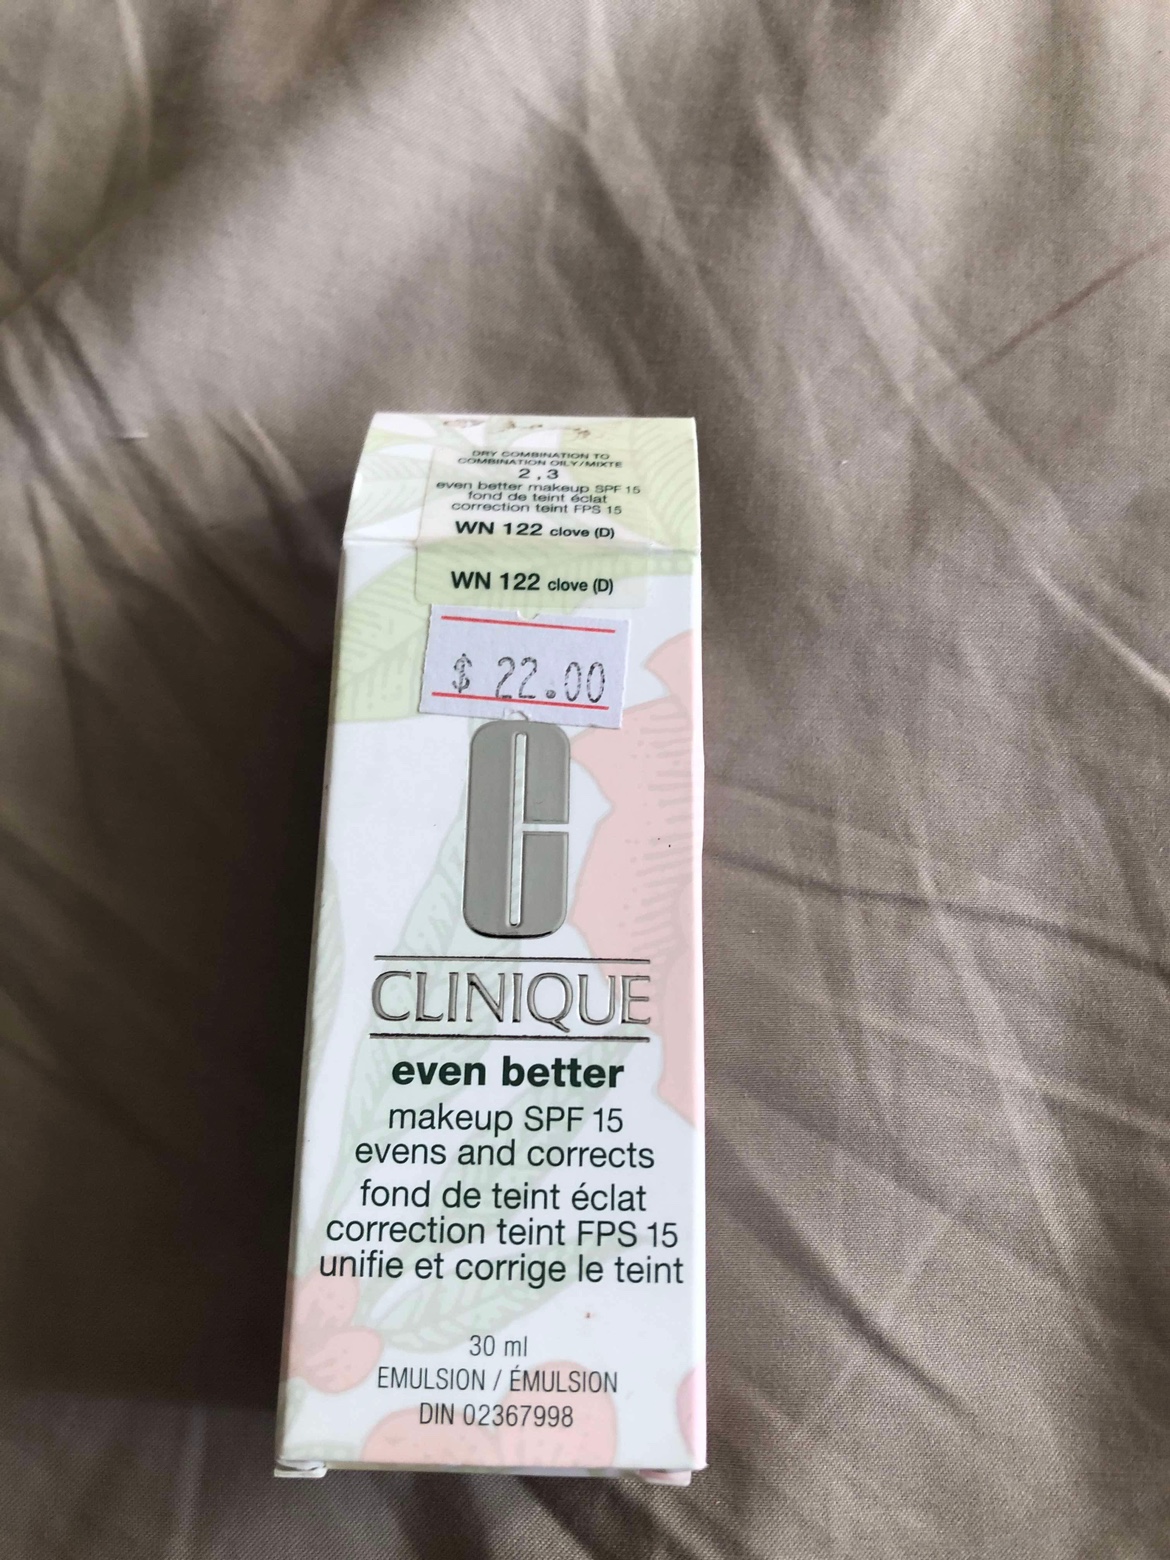 DRY COMBINATION TO
COMBINATION OILY/MIXTE
2 , 3
even better makeup SPF 15
fond de teint éclat
correction teint FPS 15
WN 122 clove (D)
WN 122 clove (D)
$ 22.00
CLINIQUE
even better
makeup SPF 15
evens and corrects
fond de teint éclat
correction teint FPS 15
unifie et corrige le teint
30 ml
EMULSION / ÉMULSION
DIN 02367998